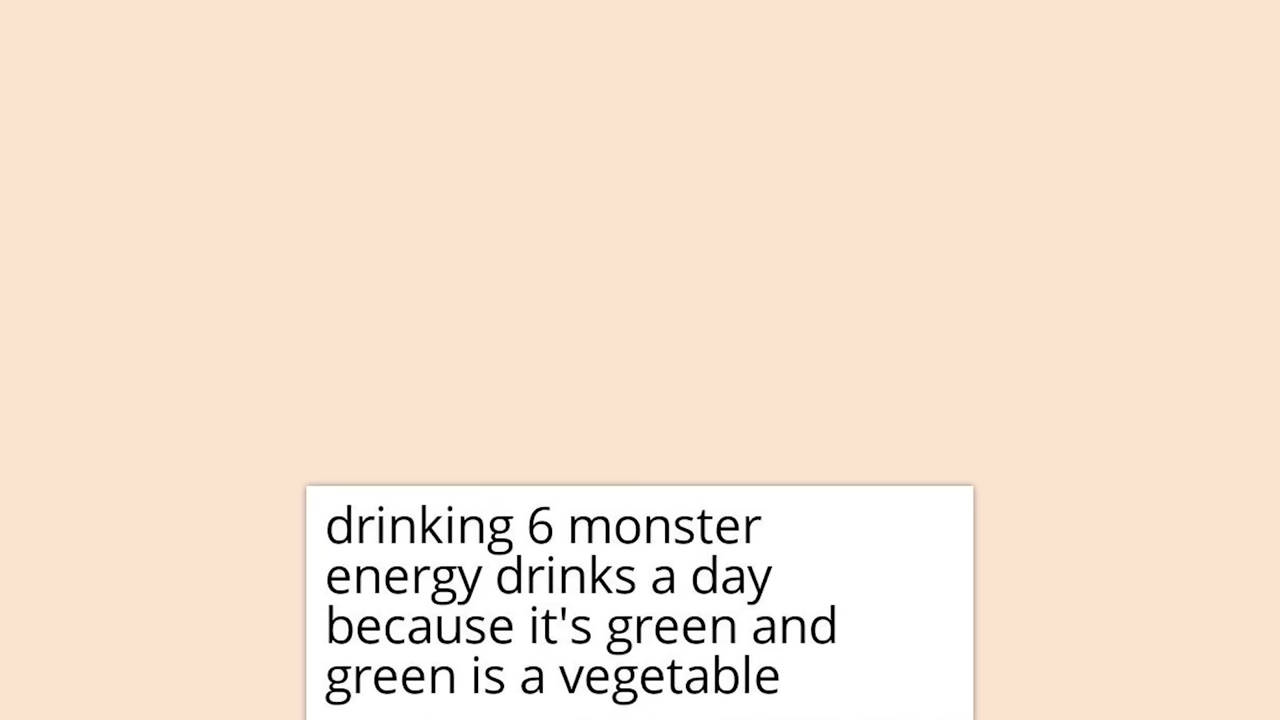 drinking 6 monster
energy drinks a day
because it's green and
green is a vegetable